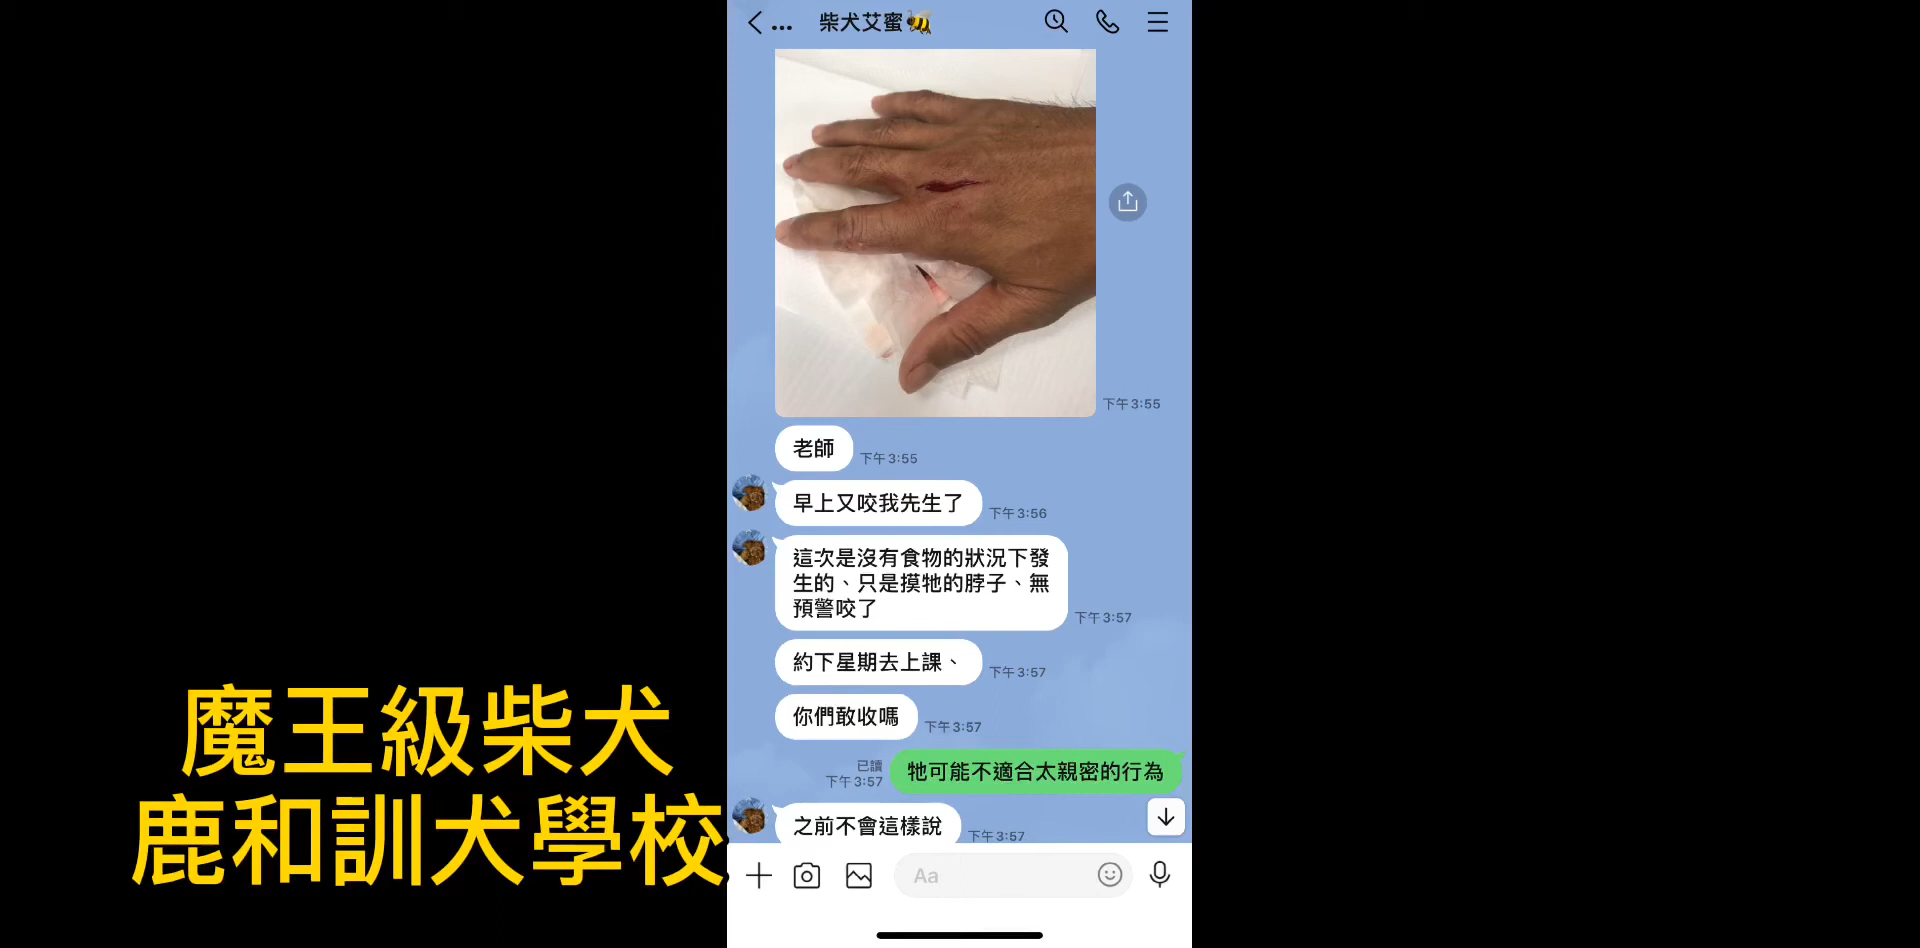 ... 柴犬艾蜜🐝
下午3:55
老師
下午3:55
早上又咬我先生了
下午3:56
這次是沒有食物的狀況下發
生的、只是摸牠的脖子、無
預警咬了
下午3:57
約下星期去上課、
下午3:57
你們敢收嗎
下午3:57
已讀
下午3:57
牠可能不適合太親密的行為
之前不會這樣說
下午3:57
Aa
魔王級柴犬
鹿和訓犬學校